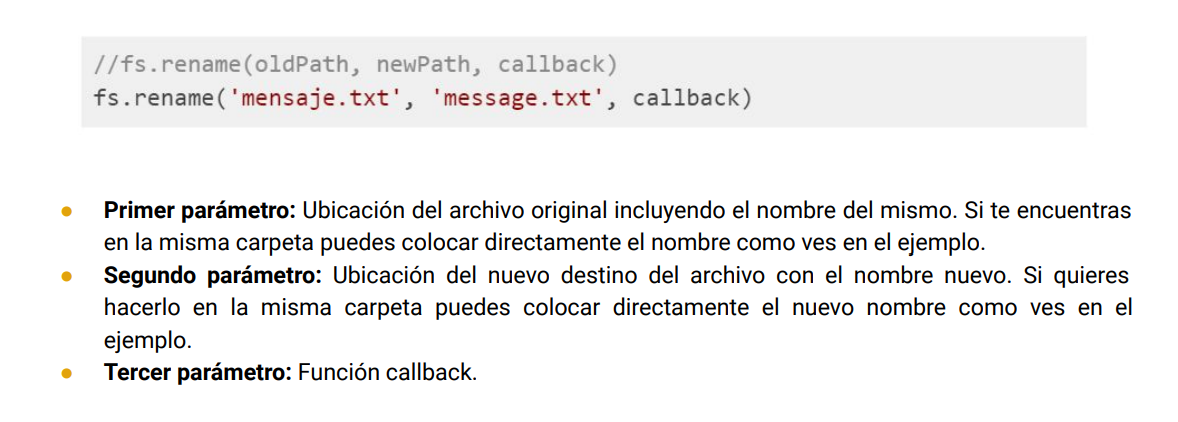 //fs.rename(oldPath, newPath, callback)
fs.rename('mensaje.txt', 'message.txt', callback)
● Primer parámetro: Ubicación del archivo original incluyendo el nombre del mismo. Si te encuentras
en la misma carpeta puedes colocar directamente el nombre como ves en el ejemplo.
● Segundo parámetro: Ubicación del nuevo destino del archivo con el nombre nuevo. Si quieres
hacerlo en la misma carpeta puedes colocar directamente el nuevo nombre como ves en el
ejemplo.
● Tercer parámetro: Función callback.